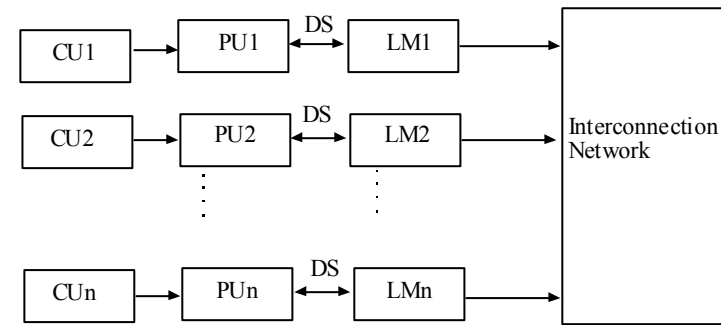 DS
CU1 PU1 LM1
DS
CU2 PU2 LM2
Interconnection
Network
DS
CUn PUn LMn